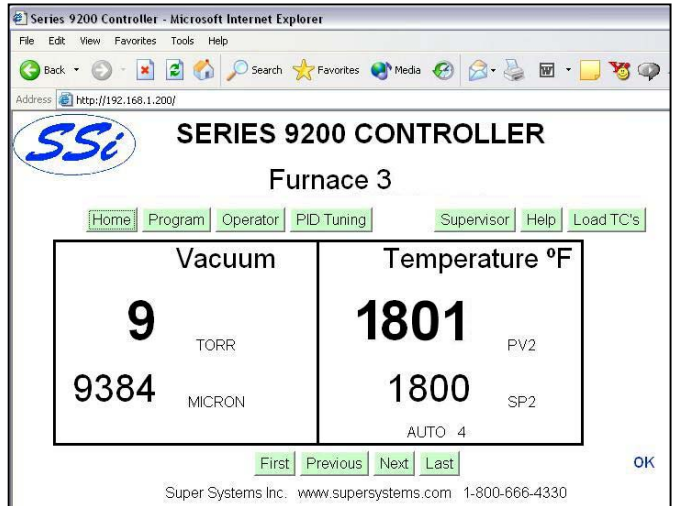 Series 9200 Controller - Microsoft Internet Explorer
File Edit View Favorites Tools Help
Back Search Favorites Media
Address http://192.168.1.200/
SSi SERIES 9200 CONTROLLER
Furnace 3
Home Program Operator PID Tuning Supervisor Help Load TC's
Vacuum Temperature ºF
9 TORR 1801 PV2
9384 MICRON 1800 SP2
AUTO 4
First Previous Next Last OK
Super Systems Inc. www.supersystems.com 1-800-666-4330